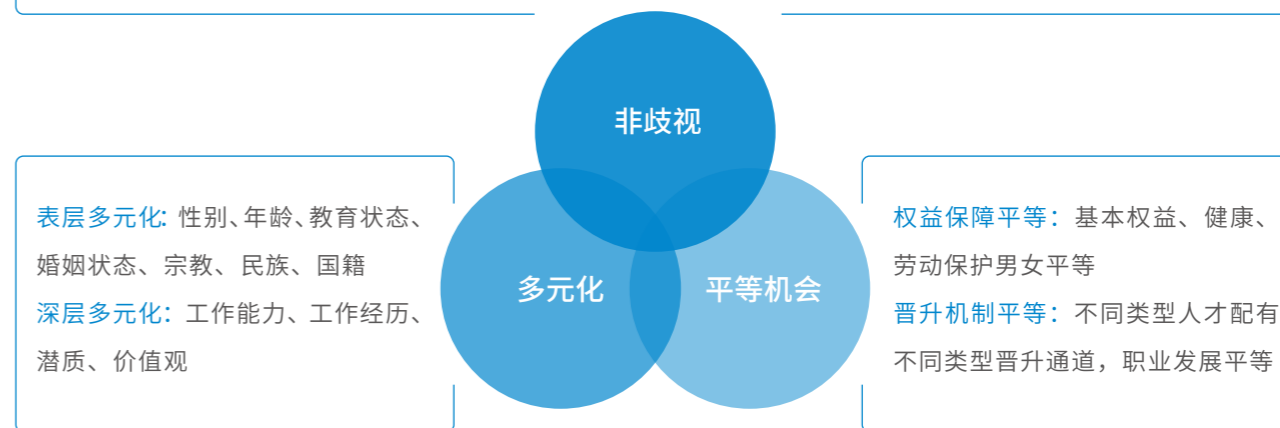 非歧视
表层多元化: 性别、年龄、教育状态、
婚姻状态、宗教、民族、国籍
深层多元化：工作能力、工作经历、
潜质、价值观
多元化
平等机会
权益保障平等：基本权益、健康、
劳动保护男女平等
晋升机制平等：不同类型人才配有
不同类型晋升通道，职业发展平等